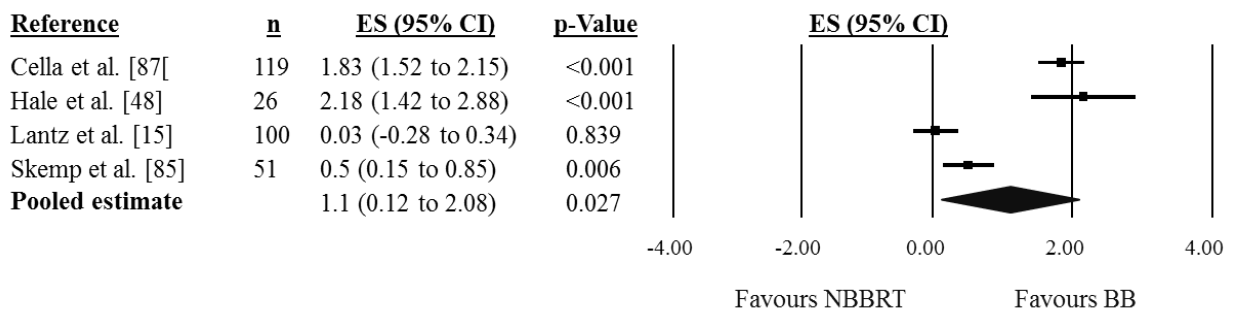 Reference n ES (95% CI) p-Value ES (95% CI)
Cella et al. [87[ 119 1.83 (1.52 to 2.15) <0.001
Hale et al. [48] 26 2.18 (1.42 to 2.88) <0.001
Lantz et al. [15] 100 0.03 (-0.28 to 0.34) 0.839
Skemp et al. [85] 51 0.5 (0.15 to 0.85) 0.006
Pooled estimate 1.1 (0.12 to 2.08) 0.027
-4.00 -2.00 0.00 2.00 4.00
Favours NBBRT Favours BB